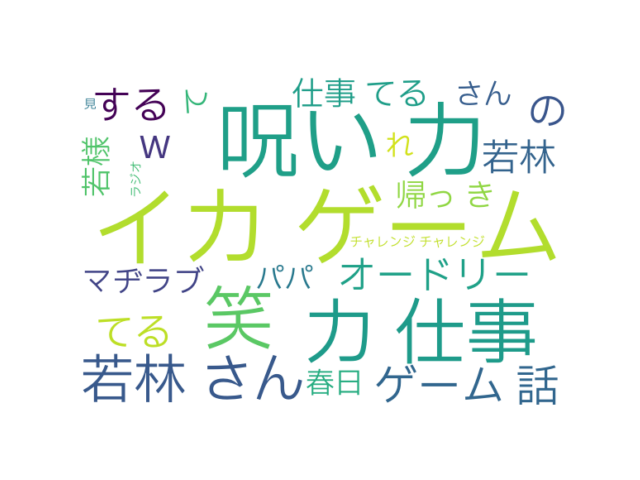 見 する て 仕事 てる さん の
呪い 力
w れ 若林
若様
ラジオ
帰っ き
イカ ゲーム
チャレンジ チャレンジ
マヂラブ パパ オードリー
てる 笑 力 仕事
若林 さん 春日 ゲーム 話